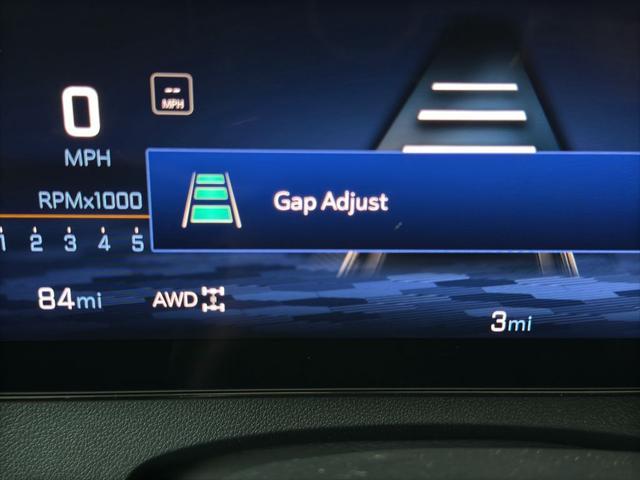 0
--
MPH
MPH
Gap Adjust
RPMx1000
1 2 3 4 5
84mi
AWD
3mi